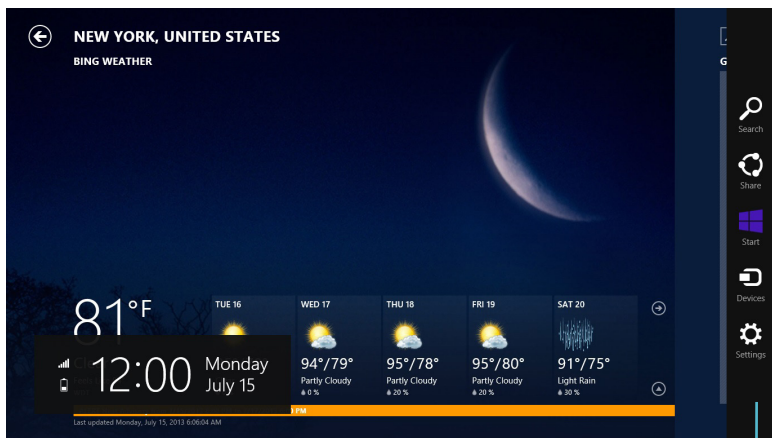 NEW YORK, UNITED STATES
BING WEATHER
G
Search
Share
Start
Devices
Settings
81°F
TUE 16
WED 17
94°/79°
Partly Cloudy
0 %
THU 18
95°/78°
Partly Cloudy
20 %
FRI 19
95°/80°
Partly Cloudy
20 %
SAT 20
91°/75°
Light Rain
30 %
12:00
Monday
July 15
PM
Last updated Monday, July 15, 2013 6:06:04 AM